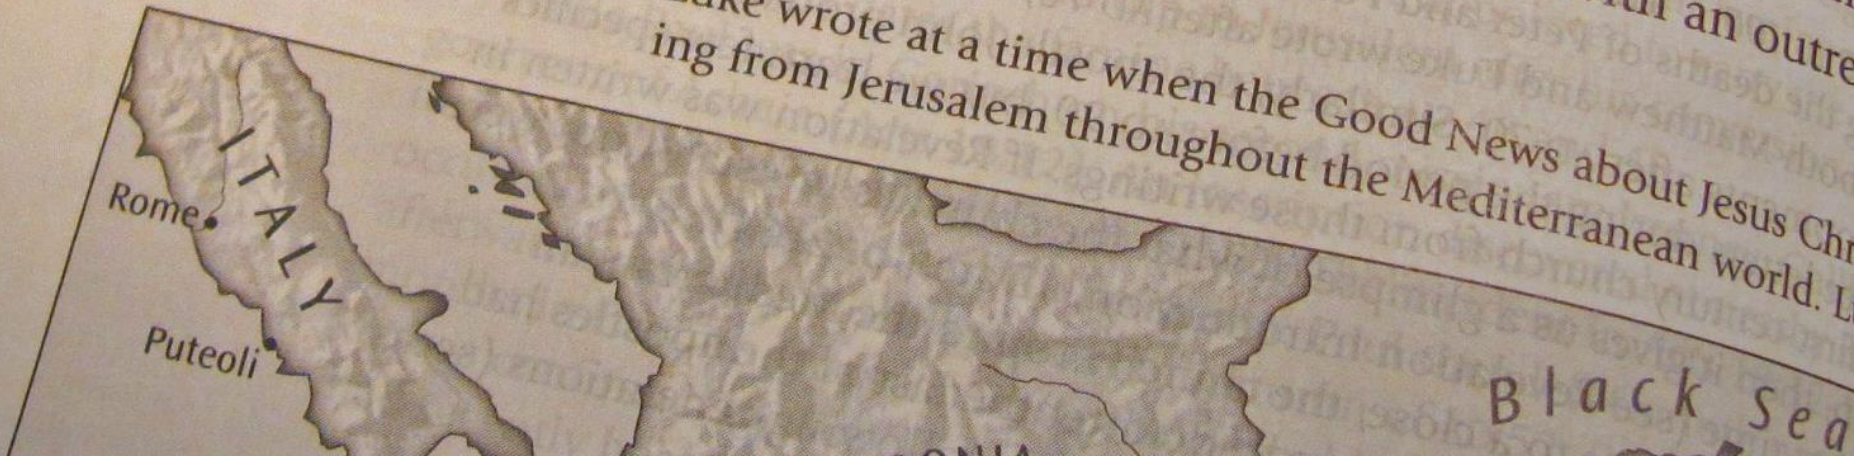 an outre
wrote at a time when the Good News about Jesus Chr
ing from Jerusalem throughout the Mediterranean world. L
ITALY
Rome
Puteoli
Black Sea